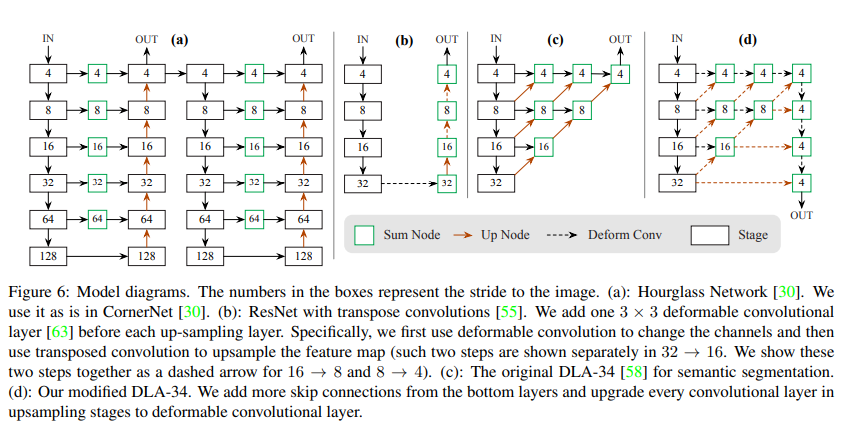 IN OUT (a) OUT IN (b) OUT IN (c) OUT IN (d)
4 4 4 4 4 4 4 4 4 4 4 4 4 4 4 4
8 8 8 8 8 8 8 8 8 8 8 8 8 8 4
16 16 16 16 16 16 16 16 16 16 16 16 4
32 32 32 32 32 32 32 32 32 32 4
64 64 64 64 64 64 OUT
128 128 128 128
Sum Node Up Node Deform Conv Stage
Figure 6: Model diagrams. The numbers in the boxes represent the stride to the image. (a): Hourglass Network [30]. We
use it as is in CornerNet [30]. (b): ResNet with transpose convolutions [55]. We add one 3 × 3 deformable convolutional
layer [63] before each up-sampling layer. Specifically, we first use deformable convolution to change the channels and then
use transposed convolution to upsample the feature map (such two steps are shown separately in 32 → 16. We show these
two steps together as a dashed arrow for 16 → 8 and 8 → 4). (c): The original DLA-34 [58] for semantic segmentation.
(d): Our modified DLA-34. We add more skip connections from the bottom layers and upgrade every convolutional layer in
upsampling stages to deformable convolutional layer.